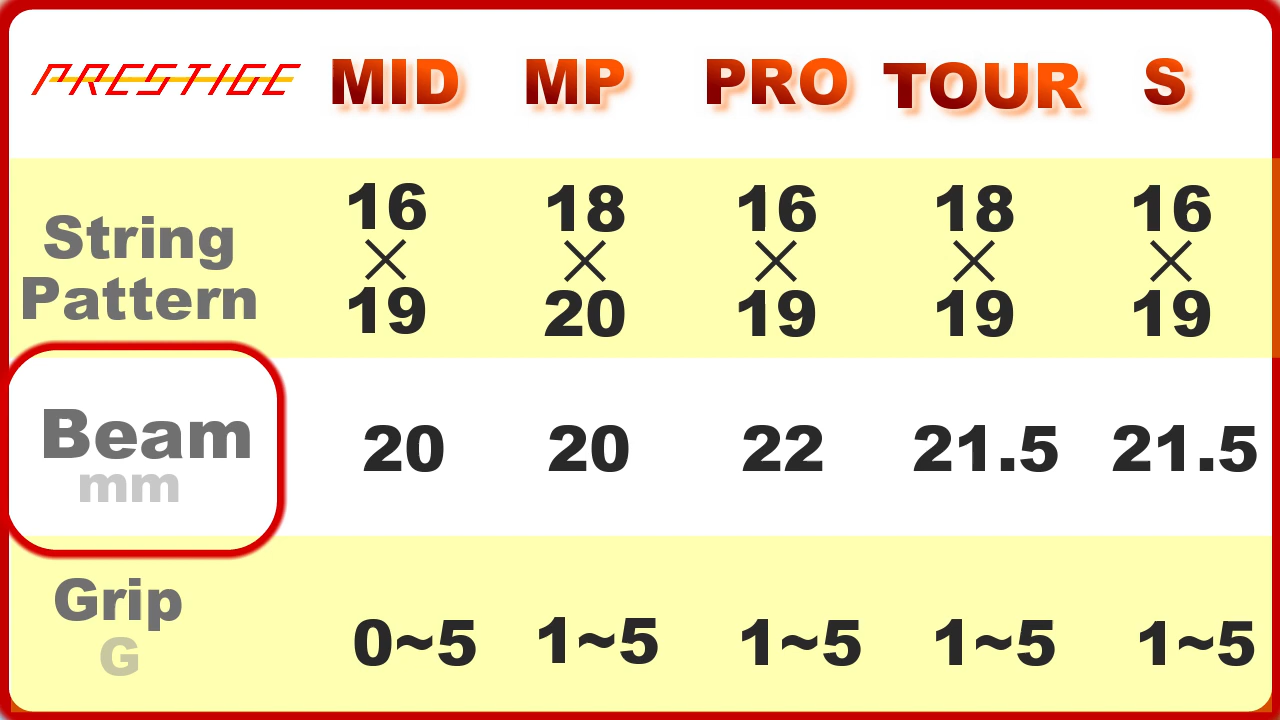 PRESTIGE MID MP PRO TOUR S
String
Pattern
16 18 16 18 16
× × × × ×
19 20 19 19 19
Beam
mm
20 20 22 21.5 21.5
Grip
G
0~5 1~5 1~5 1~5 1~5